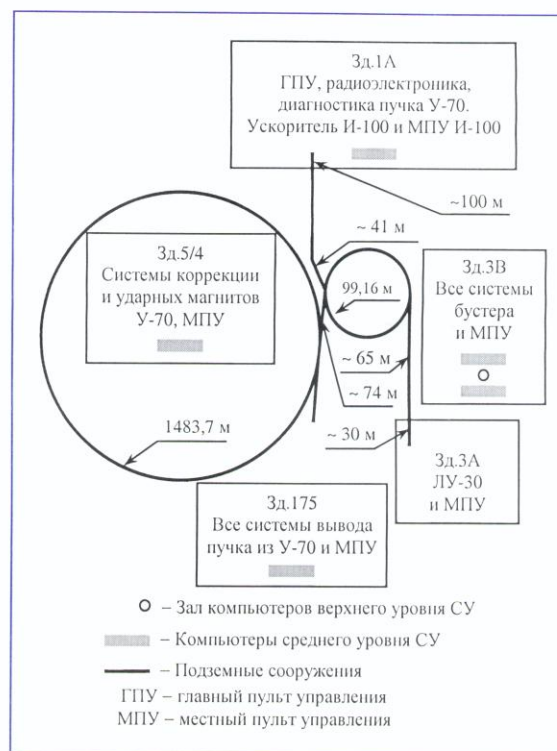 Зд.1А
ГПУ, радиоэлектроника,
диагностика пучка У-70.
Ускоритель И-100 и МПУ И-100
~100 м
~ 41 м
Зд.5/4
Системы коррекции
и ударных магнитов
У-70, МПУ
99,16 м
Зд.3В
Все системы
бустера
и МПУ
~ 65 м
~ 74 м
1483,7 м
~ 30 м
Зд.3А
ЛУ-30
и МПУ
Зд.175
Все системы вывода
пучка из У-70 и МПУ
– Зал компьютеров верхнего уровня СУ
– Компьютеры среднего уровня СУ
– Подземные сооружения
ГПУ – главный пульт управления
МПУ – местный пульт управления